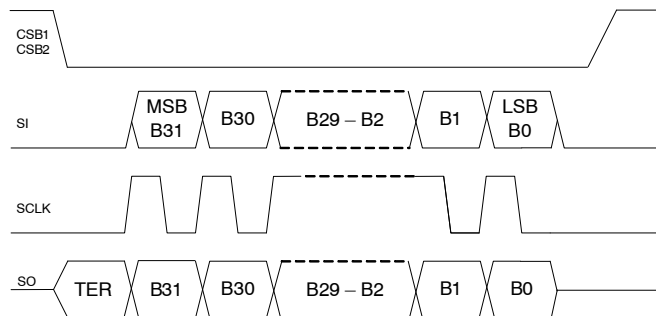 CSB1
CSB2
SI
MSB
B31
B30
B29 – B2
B1
LSB
B0
SCLK
SO
TER
B31
B30
B29 – B2
B1
B0